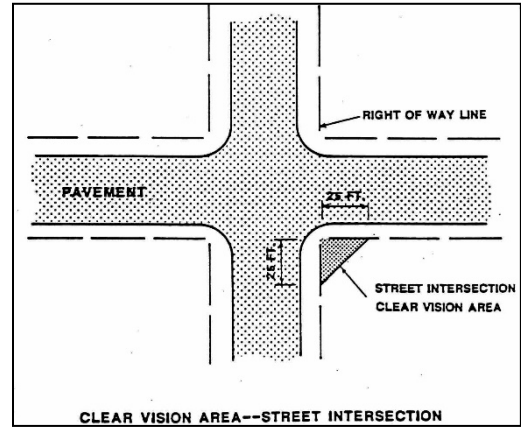 RIGHT OF WAY LINE
PAVEMENT
25 FT.
25 FT.
STREET INTERSECTION
CLEAR VISION AREA
CLEAR VISION AREA--STREET INTERSECTION